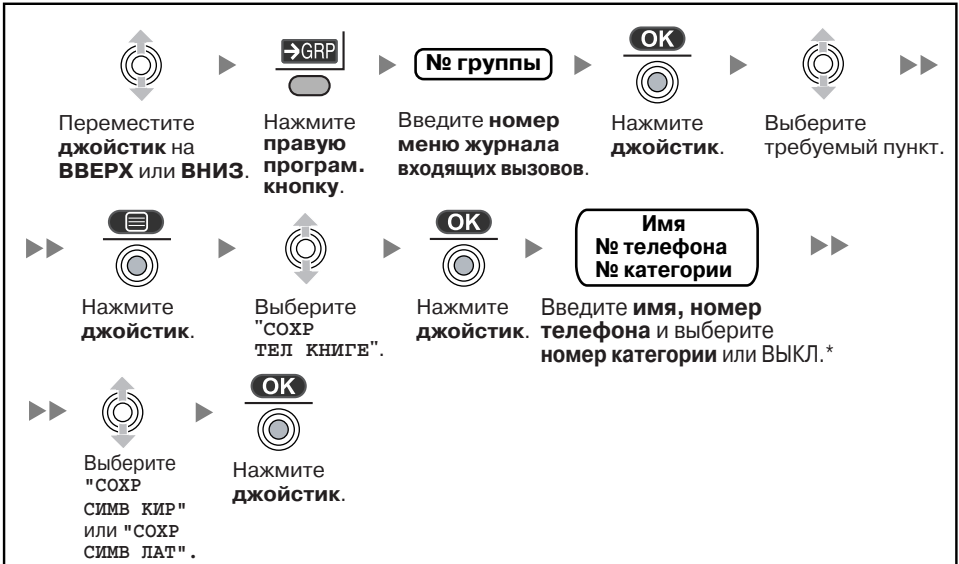 →GRP
№ группы
OK
Переместите
джойстик на
ВВЕРХ или ВНИЗ.
Нажмите
правую
програм.
кнопку.
Введите номер
меню журнала
входящих вызовов.
Нажмите
джойстик.
Выберите
требуемый пункт.
OK
Имя
№ телефона
№ категории
Нажмите
джойстик.
Выберите
"СОХР
ТЕЛ КНИГЕ".
Нажмите
джойстик.
Введите имя, номер
телефона и выберите
номер категории или ВЫКЛ.*
OK
Выберите
"СОХР
СИМВ КИР"
или "СОХР
СИМВ ЛАТ".
Нажмите
джойстик.